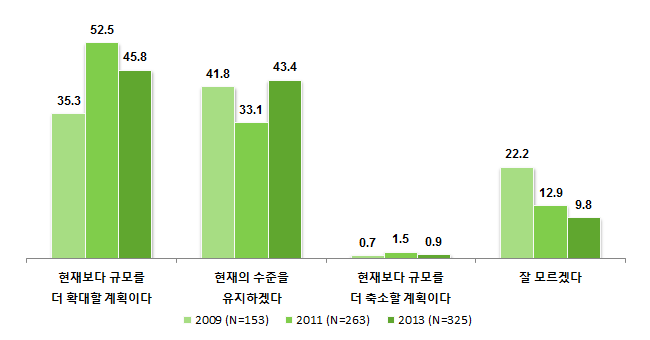 52.5
45.8
35.3
41.8
33.1
43.4
0.7
1.5
0.9
22.2
12.9
9.8
현재보다 규모를
더 확대할 계획이다
현재의 수준을
유지하겠다
현재보다 규모를
더 축소할 계획이다
잘 모르겠다
2009 (N=153) 2011 (N=263) 2013 (N=325)